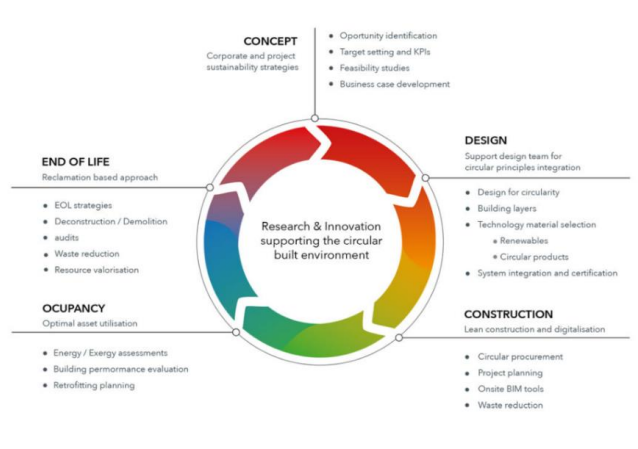 CONCEPT
Corporate and project
sustainability strategies
Oportunity identification
Target setting and KPIs
Feasibility studies
Business case development
DESIGN
Support design team for
circular principles integration
Design for circularity
Building layers
Technology material selection
Renewables
Circular products
System integration and certification
CONSTRUCTION
Lean construction and digitalisation
Circular procurement
Project planning
Onsite BIM tools
Waste reduction
OCUPANCY
Optimal asset utilisation
Energy / Exergy assessments
Building permormance evaluation
Retrofitting planning
END OF LIFE
Reclamation based approach
EOL strategies
Deconstruction / Demolition
audits
Waste reduction
Resource valorisation
Research & Innovation
supporting the circular
built environment